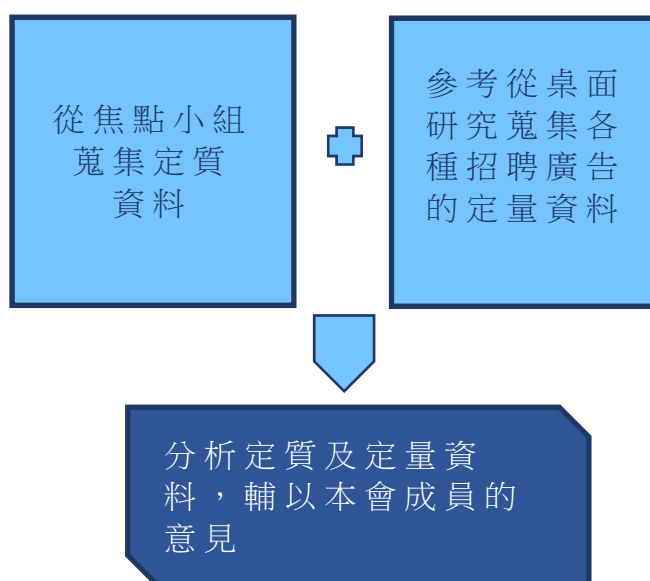 從焦點小組
蒐集定質
資料
參考從桌面
研究蒐集各
種招聘廣告
的定量資料
分析定質及定量資
料，輔以本會成員的
意見